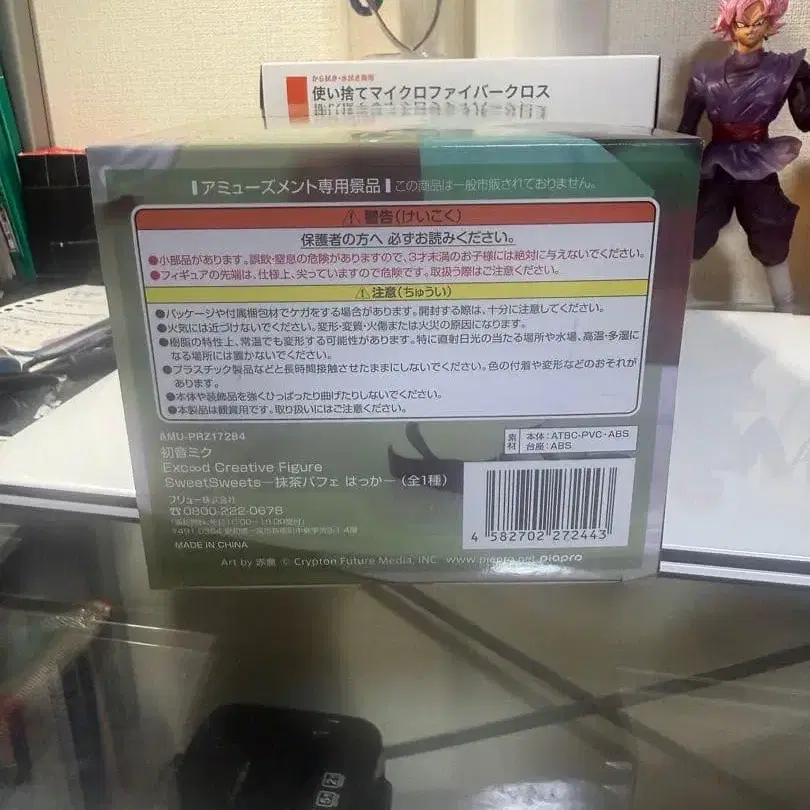 から拭き・水拭き両用
使い捨てマイクロファイバークロス
アミューズメント専用景品 この商品は一般市販されておりません。
⚠警告(けいこく)
保護者の方へ 必ずお読みください。
●小部品があります。誤飲・窒息の危険がありますので、3才未満のお子様には絶対に与えないでください。
●フィギュアの先端は、仕様上、尖っていますので危険です。取扱う際はご注意ください。
⚠注意(ちゅうい)
●パッケージや付属梱包材でケガをする場合があります。開封する際は、十分に注意してください。
●火気には近づけないでください。変形・変質・火傷または火災の原因になります。
●樹脂の特性上、常温でも変形する可能性があります。特に直射日光の当たる場所や水場、高温・多湿に
なる場所には置かないでください。
●プラスチック製品などと長時間接触させたままにしないでください。色の付着や変形などのおそれが
あります。
●本体や装飾品を強くひっぱったり曲げたりしないでください。
●本製品は観賞用です。取り扱いにはご注意ください。
AMU-PRZ17284
素材 本体:ATBC-PVC・ABS
台座:ABS
初音ミク
Exc∞d Creative Figure
SweetSweets―抹茶パフェ はっか―(全1種)
フリュー株式会社
☎0800-222-0678
MADE IN CHINA
4 582702 272443
Art by 赤倉 © Crypton Future Media, INC. www.piapro.net piapro